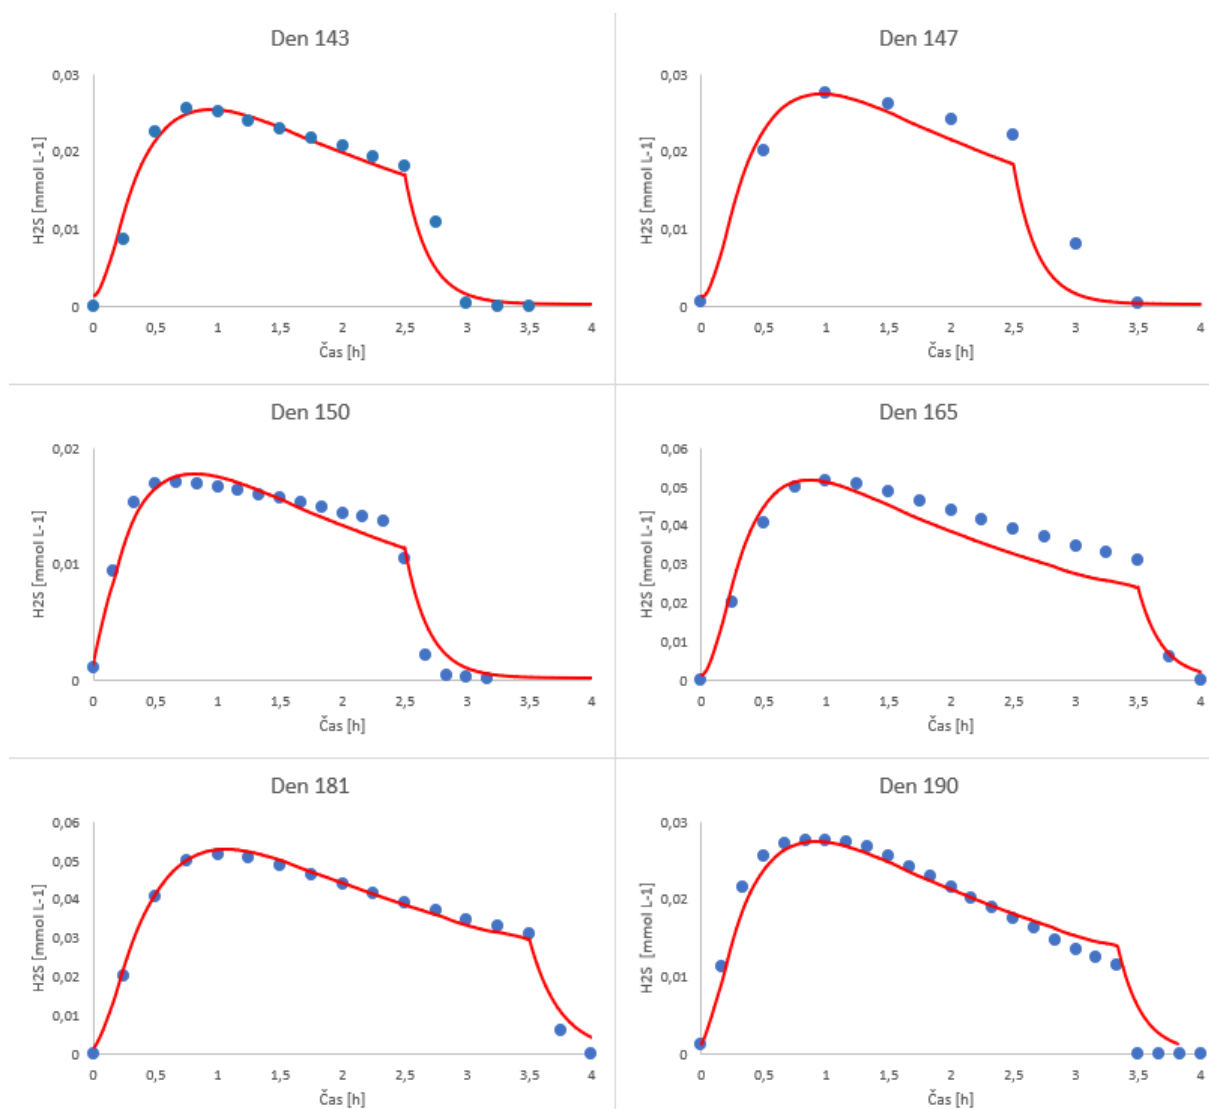 Den 143
0,03
0,02
0,01
0
H2S [mmol L-1]
0 0,5 1 1,5 2 2,5 3 3,5 4
Čas [h]
Den 147
0,03
0,02
0,01
0
H2S [mmol L-1]
0 0,5 1 1,5 2 2,5 3 3,5 4
Čas [h]
Den 150
0,02
0,01
0
H2S [mmol L-1]
0 0,5 1 1,5 2 2,5 3 3,5 4
Čas [h]
Den 165
0,06
0,05
0,04
0,03
0,02
0,01
0
H2S [mmol L-1]
0 0,5 1 1,5 2 2,5 3 3,5 4
Čas [h]
Den 181
0,06
0,05
0,04
0,03
0,02
0,01
0
H2S [mmol L-1]
0 0,5 1 1,5 2 2,5 3 3,5 4
Čas [h]
Den 190
0,03
0,02
0,01
0
H2S [mmol L-1]
0 0,5 1 1,5 2 2,5 3 3,5 4
Čas [h]